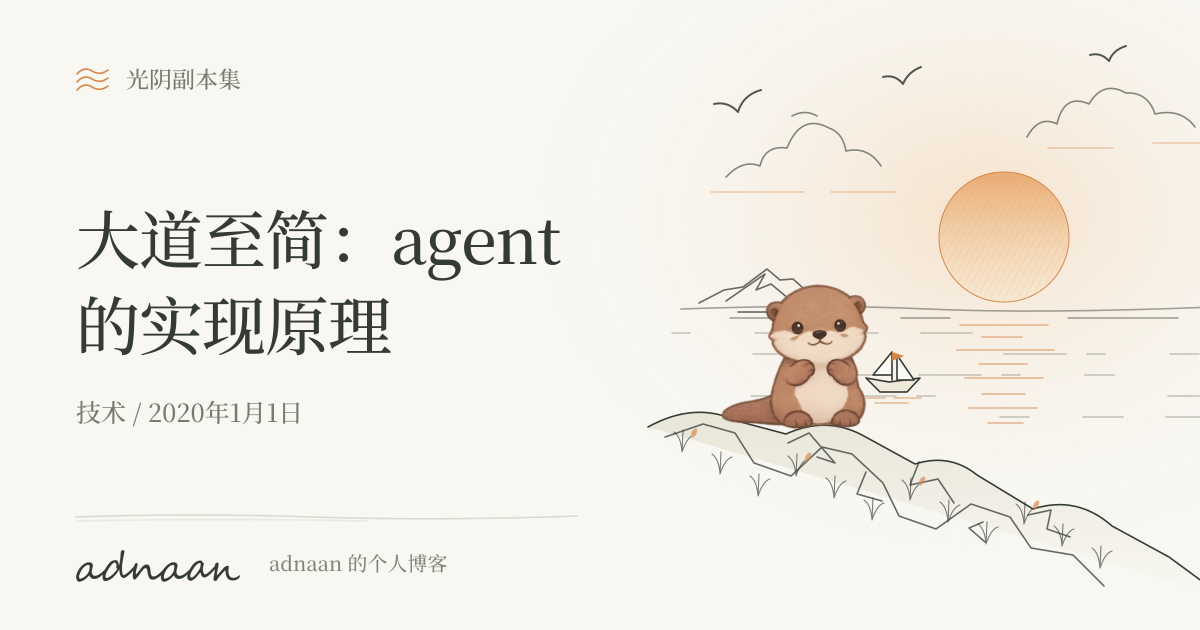 光阴副本集
大道至简：agent
的实现原理
技术 / 2020年1月1日
adnaan
adnaan 的个人博客